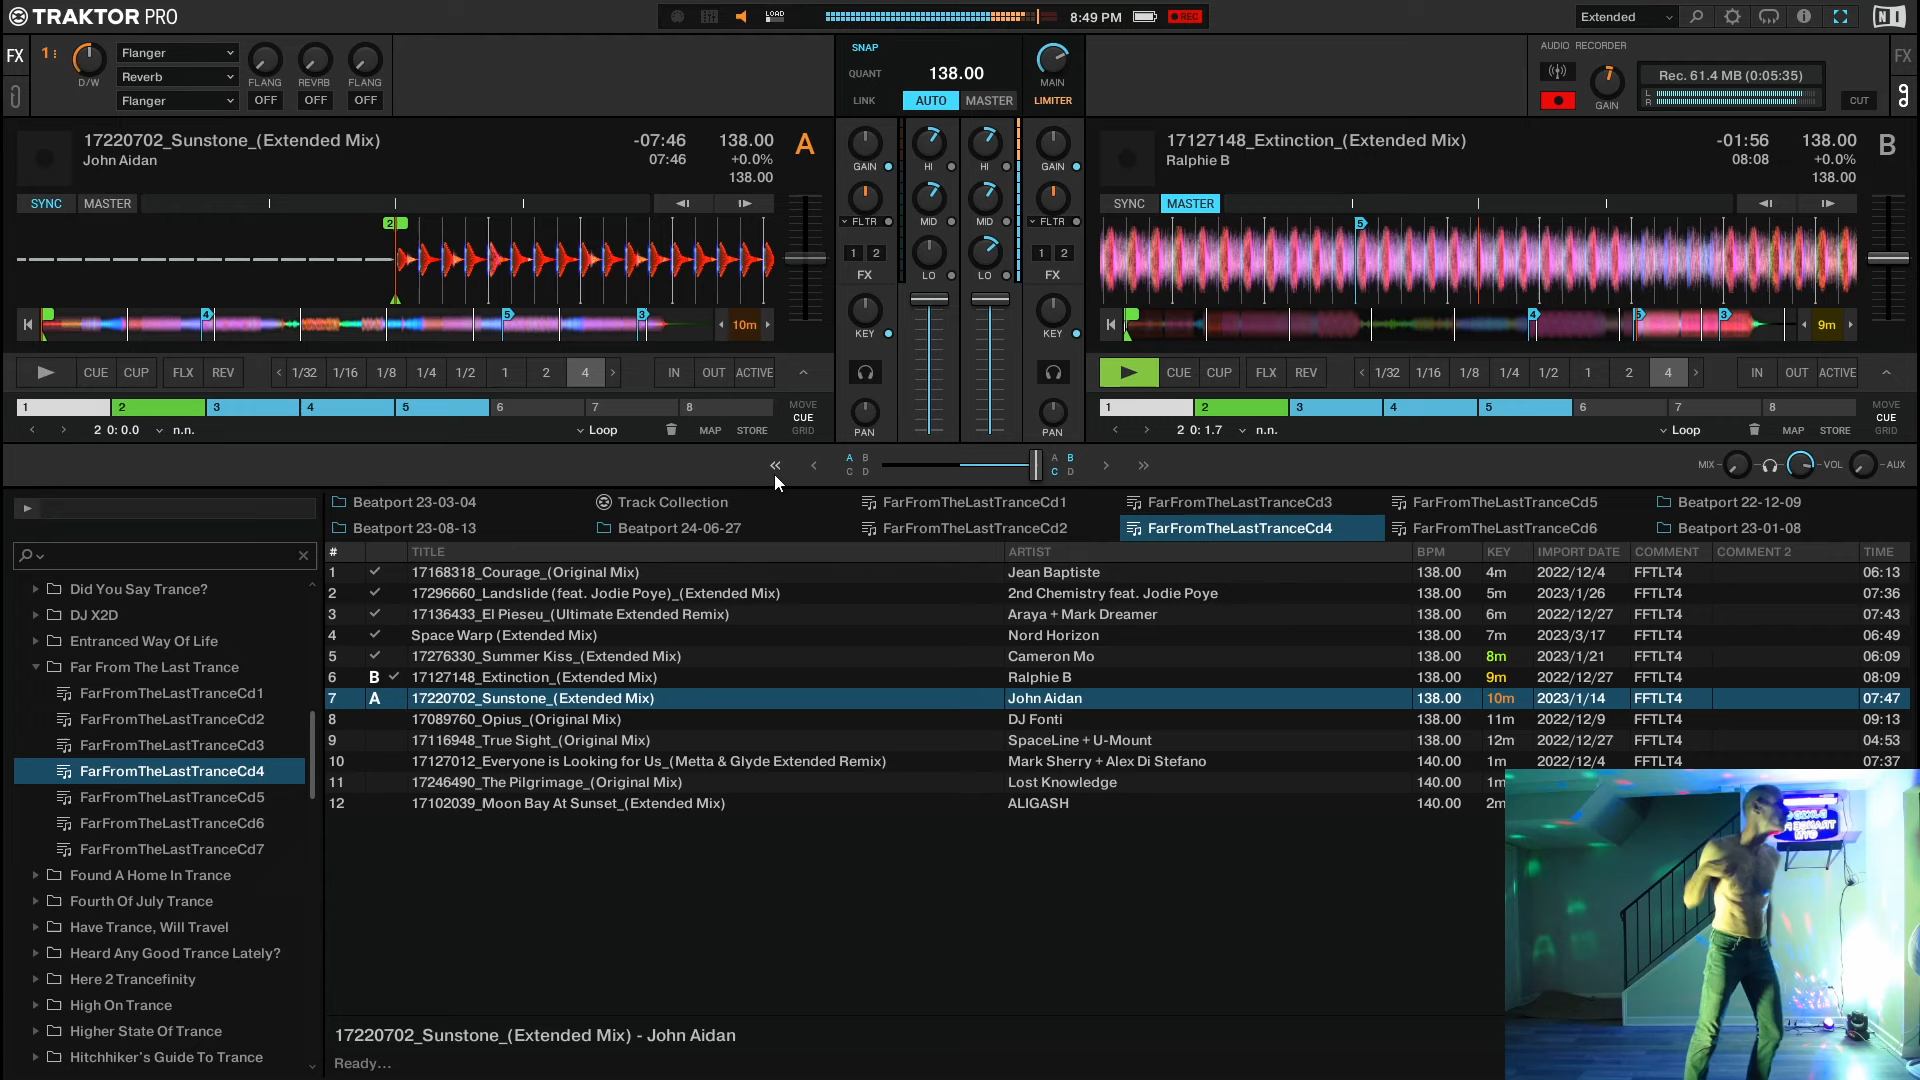 TRAKTOR PRO
LOAD
8:49 PM
REC
Extended
FX
1
D/W
Flanger
Reverb
Flanger
FLANG
REVRB
FLANG
OFF
OFF
OFF
SNAP
QUANT
LINK
138.00
AUTO
MASTER
MAIN
LIMITER
AUDIO RECORDER
GAIN
Rec. 61.4 MB (0:05:35)
L
R
CUT
FX
17220702_Sunstone_(Extended Mix)
John Aidan
-07:46
07:46
138.00
+0.0%
138.00
A
SYNC
MASTER
2
4
5
3
10m
CUE
CUP
FLX
REV
1/32
1/16
1/8
1/4
1/2
1
2
4
IN
OUT
ACTIVE
1
2
3
4
5
6
7
8
MOVE
CUE
GRID
2 0: 0.0
n.n.
Loop
MAP
STORE
GAIN
HI
HI
GAIN
FLTR
MID
MID
FLTR
1 2
FX
LO
LO
1 2
FX
KEY
KEY
PAN
PAN
17127148_Extinction_(Extended Mix)
Ralphie B
-01:56
08:08
138.00
+0.0%
138.00
B
SYNC
MASTER
5
4
5
3
9m
CUE
CUP
FLX
REV
1/32
1/16
1/8
1/4
1/2
1
2
4
IN
OUT
ACTIVE
1
2
3
4
5
6
7
8
MOVE
CUE
GRID
2 0: 1.7
n.n.
Loop
MAP
STORE
A B
C D
A B
C D
MIX
VOL
AUX
Beatport 23-03-04
Track Collection
FarFromTheLastTranceCd1
FarFromTheLastTranceCd3
FarFromTheLastTranceCd5
Beatport 22-12-09
Beatport 23-08-13
Beatport 24-06-27
FarFromTheLastTranceCd2
FarFromTheLastTranceCd4
FarFromTheLastTranceCd6
Beatport 23-01-08
Did You Say Trance?
DJ X2D
Entranced Way Of Life
Far From The Last Trance
FarFromTheLastTranceCd1
FarFromTheLastTranceCd2
FarFromTheLastTranceCd3
FarFromTheLastTranceCd4
FarFromTheLastTranceCd5
FarFromTheLastTranceCd6
FarFromTheLastTranceCd7
Found A Home In Trance
Fourth Of July Trance
Have Trance, Will Travel
Heard Any Good Trance Lately?
Here 2 Trancefinity
High On Trance
Higher State Of Trance
Hitchhiker's Guide To Trance
# TITLE ARTIST BPM KEY IMPORT DATE COMMENT COMMENT 2 TIME
1 17168318_Courage_(Original Mix) Jean Baptiste 138.00 4m 2022/12/4 FFTLT4 06:13
2 17296660_Landslide (feat. Jodie Poye)_(Extended Mix) 2nd Chemistry feat. Jodie Poye 138.00 5m 2023/1/26 FFTLT4 07:36
3 17136433_El Pieseu_(Ultimate Extended Remix) Araya + Mark Dreamer 138.00 6m 2022/12/27 FFTLT4 07:43
4 Space Warp (Extended Mix) Nord Horizon 138.00 7m 2023/3/17 FFTLT4 06:49
5 17276330_Summer Kiss_(Extended Mix) Cameron Mo 138.00 8m 2023/1/21 FFTLT4 06:09
6 B 17127148_Extinction_(Extended Mix) Ralphie B 138.00 9m 2022/12/27 FFTLT4 08:09
7 A 17220702_Sunstone_(Extended Mix) John Aidan 138.00 10m 2023/1/14 FFTLT4 07:47
8 17089760_Opius_(Original Mix) DJ Fonti 138.00 11m 2022/12/9 FFTLT4 09:13
9 17116948_True Sight_(Original Mix) SpaceLine + U-Mount 138.00 12m 2022/12/27 FFTLT4 04:53
10 17127012_Everyone is Looking for Us_(Metta & Glyde Extended Remix) Mark Sherry + Alex Di Stefano 140.00 1m 2022/12/4 FFTLT4 07:37
11 17246490_The Pilgrimage_(Original Mix) Lost Knowledge 140.00 1m
12 17102039_Moon Bay At Sunset_(Extended Mix) ALIGASH 140.00 2m
17220702_Sunstone_(Extended Mix) - John Aidan
Ready...